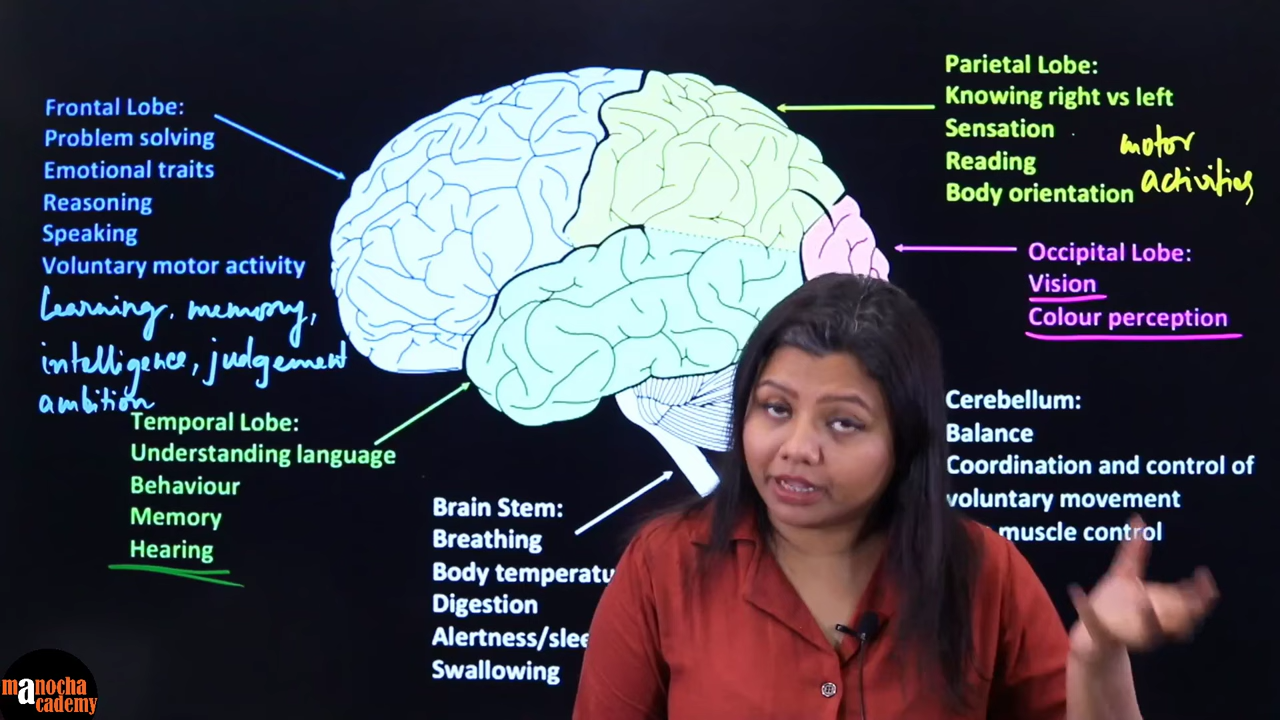 Frontal Lobe:
Problem solving
Emotional traits
Reasoning
Speaking
Voluntary motor activity
Learning, memory,
intelligence, judgement
ambition
Temporal Lobe:
Understanding language
Behaviour
Memory
Hearing
Brain Stem:
Breathing
Body temperatu
Digestion
Alertness/slee
Swallowing
Parietal Lobe:
Knowing right vs left
Sensation
Reading
Body orientation
motor
activities
Occipital Lobe:
Vision
Colour perception
Cerebellum:
Balance
Coordination and control of
voluntary movement
muscle control
manocha
academy